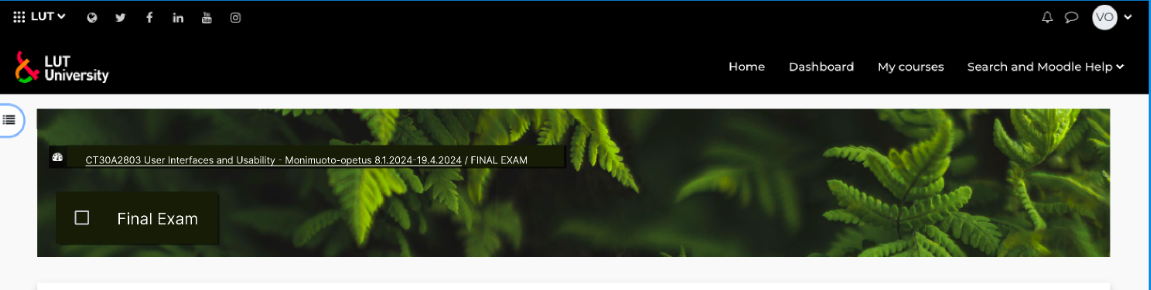 LUT
VO
LUT
University
Home Dashboard My courses Search and Moodle Help
CT30A2803 User Interfaces and Usability - Monimuoto-opetus 8.1.2024-19.4.2024 / FINAL EXAM
Final Exam